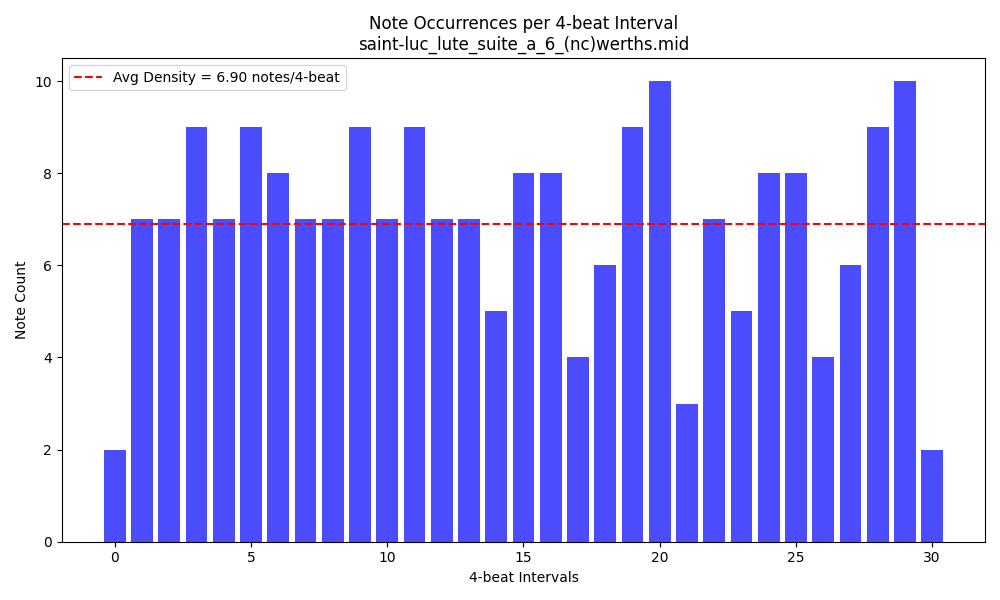 Note Occurrences per 4-beat Interval
saint-luc_lute_suite_a_6_(nc)werths.mid
Avg Density = 6.90 notes/4-beat
10
8
6
4
2
0
Note Count
0 5 10 15 20 25 30
4-beat Intervals